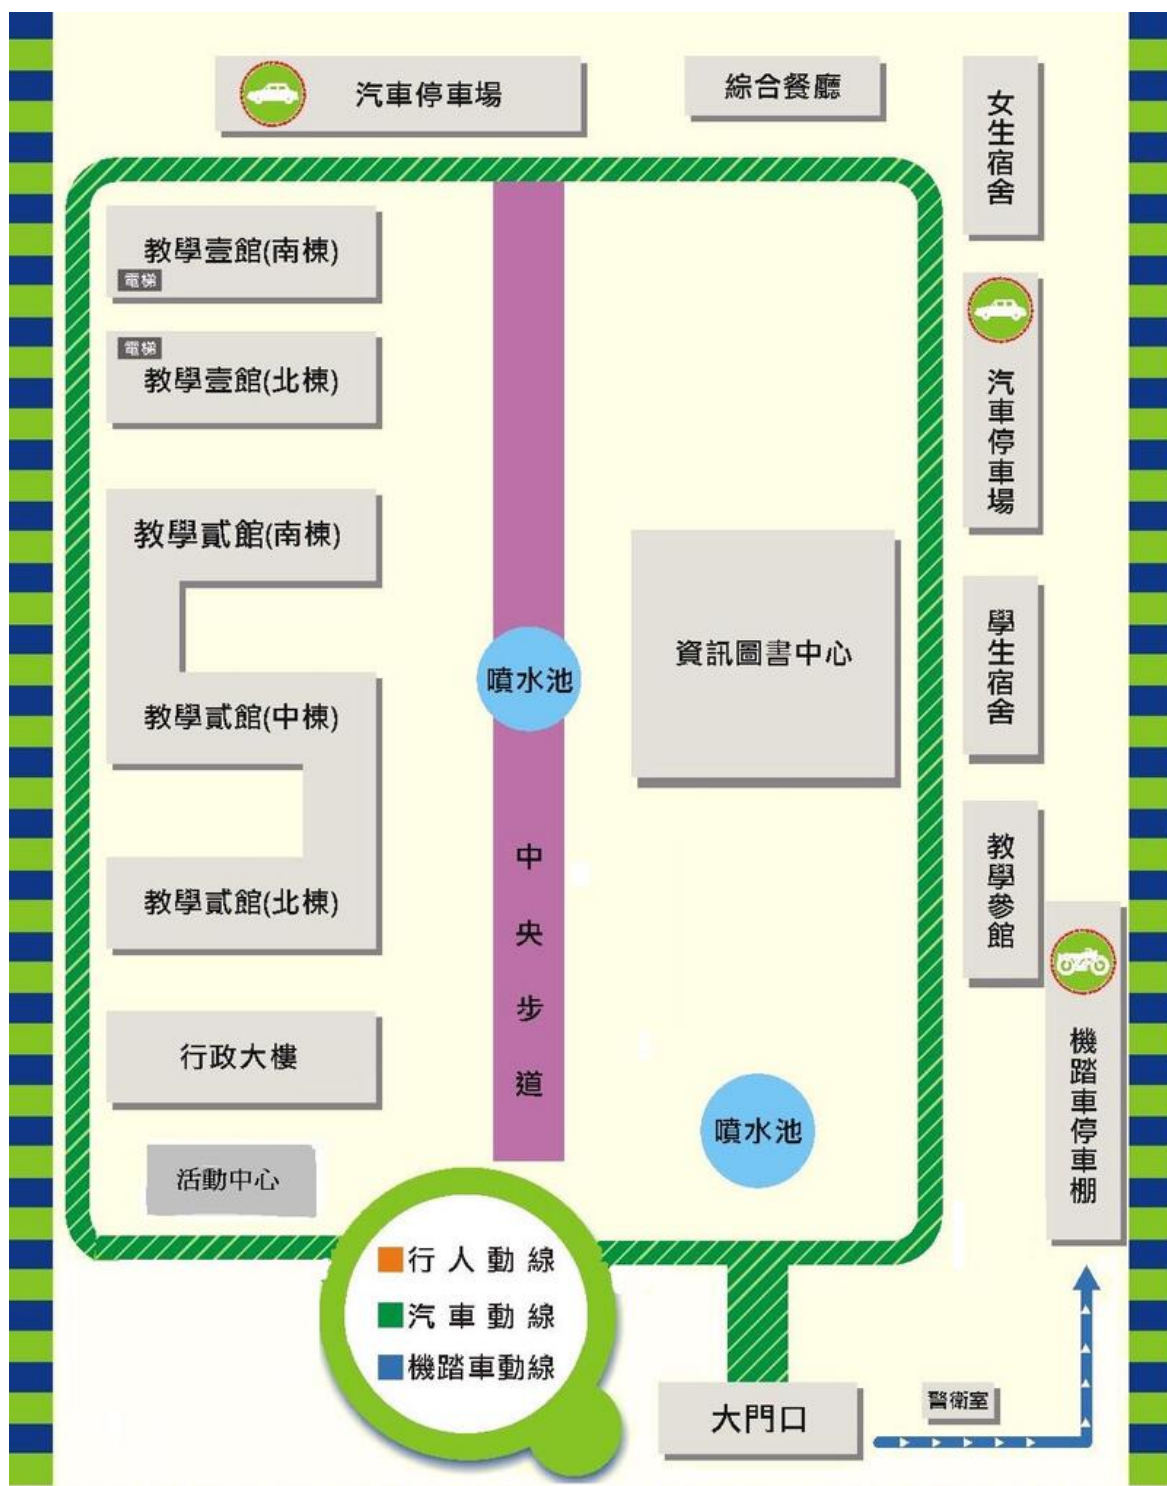 汽車停車場
綜合餐廳
女生宿舍
教學壹館(南棟)
電梯
電梯
教學壹館(北棟)
汽車停車場
教學貳館(南棟)
學生宿舍
資訊圖書中心
噴水池
教學貳館(中棟)
教學參館
中央步道
教學貳館(北棟)
機踏車停車棚
行政大樓
噴水池
活動中心
行人動線
汽車動線
機踏車動線
大門口
警衛室